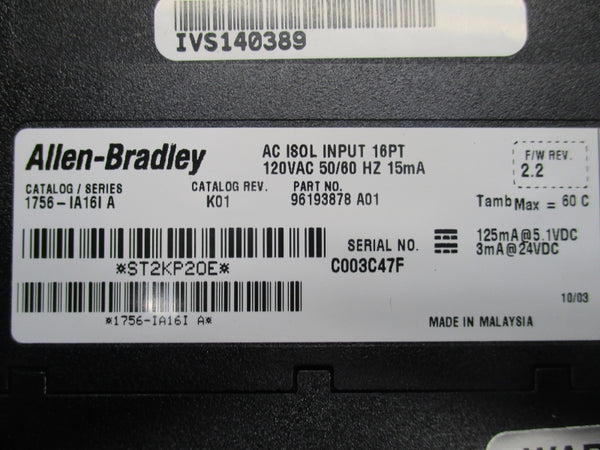 IVS140389
Allen-Bradley
AC ISOL INPUT 16PT
120VAC 50/60 HZ 15mA
F/W REV.
2.2
CATALOG / SERIES
1756-IA16I A
CATALOG REV.
K01
PART NO.
96193878 A01
Tamb Max = 60 C
*ST2KP20E*
SERIAL NO.
C003C47F
125mA@5.1VDC
3mA@24VDC
10/03
*1756-IA16I A*
MADE IN MALAYSIA